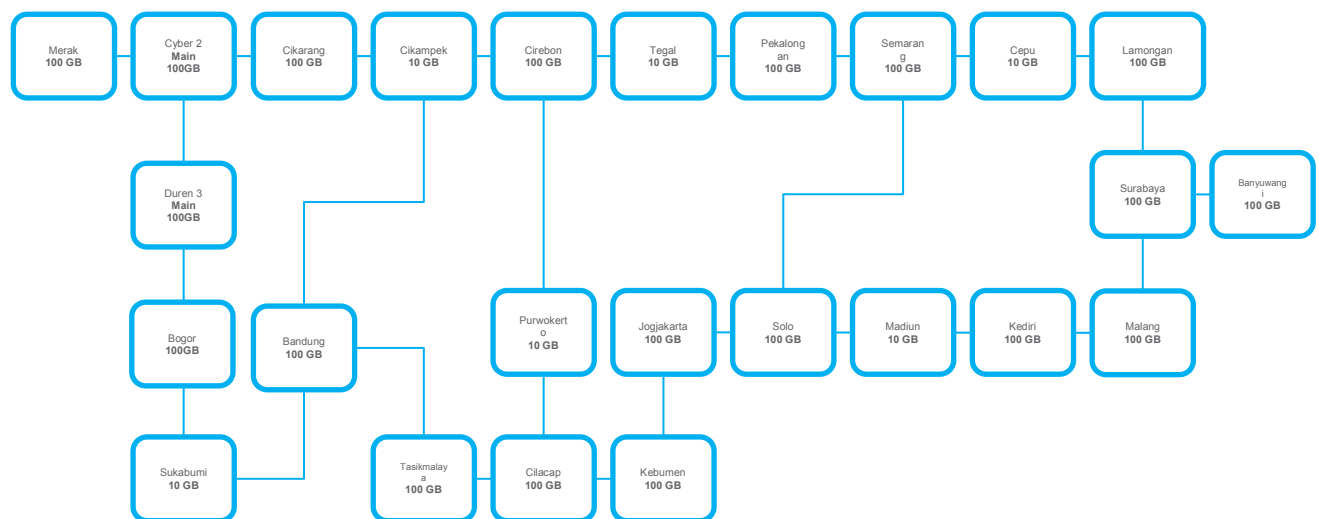 Merak
100 GB
Cyber 2
Main
100GB
Cikarang
100 GB
Cikampek
10 GB
Cirebon
100 GB
Tegal
10 GB
Pekalong
an
100 GB
Semaran
g
100 GB
Cepu
10 GB
Lamongan
100 GB
Duren 3
Main
100GB
Surabaya
100 GB
Banyuwang
i
100 GB
Bogor
100GB
Bandung
100 GB
Purwokert
o
10 GB
Jogjakarta
100 GB
Solo
100 GB
Madiun
10 GB
Kediri
100 GB
Malang
100 GB
Sukabumi
10 GB
Tasikmalay
a
100 GB
Cilacap
100 GB
Kebumen
100 GB